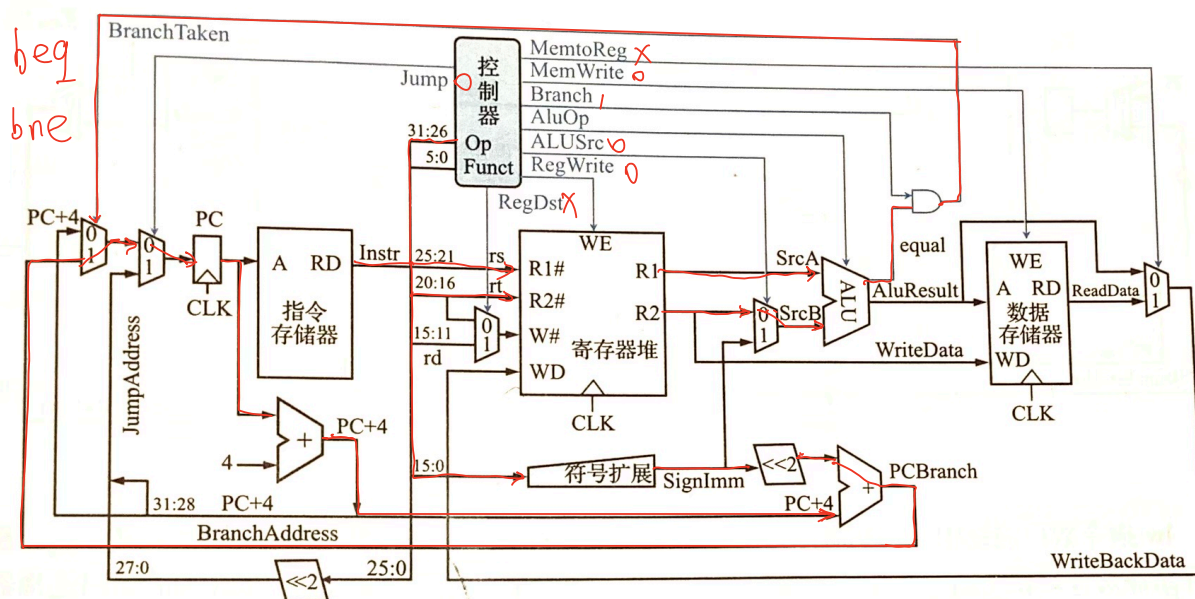 beq
bne
BranchTaken
Jump 0
控制器
Op
Funct
31:26
5:0
MemtoReg X
MemWrite 0
Branch 1
AluOp
ALUSrc 0
RegWrite 0
RegDst X
PC+4
0
1
0
1
PC
CLK
A RD
指令
存储器
Instr
25:21 rs
20:16 rt
15:11
rd
0
1
WE
R1#
R2#
W#
WD
R1
R2
寄存器堆
CLK
0
1
SrcA
SrcB
ALU
equal
AluResult
WriteData
WE
A RD
数据
存储器
WD
CLK
ReadData
0
1
JumpAddress
4
+
PC+4
15:0
符号扩展
SignImm
<<2
+
PCBranch
PC+4
31:28
PC+4
BranchAddress
27:0
<<2
25:0
WriteBackData